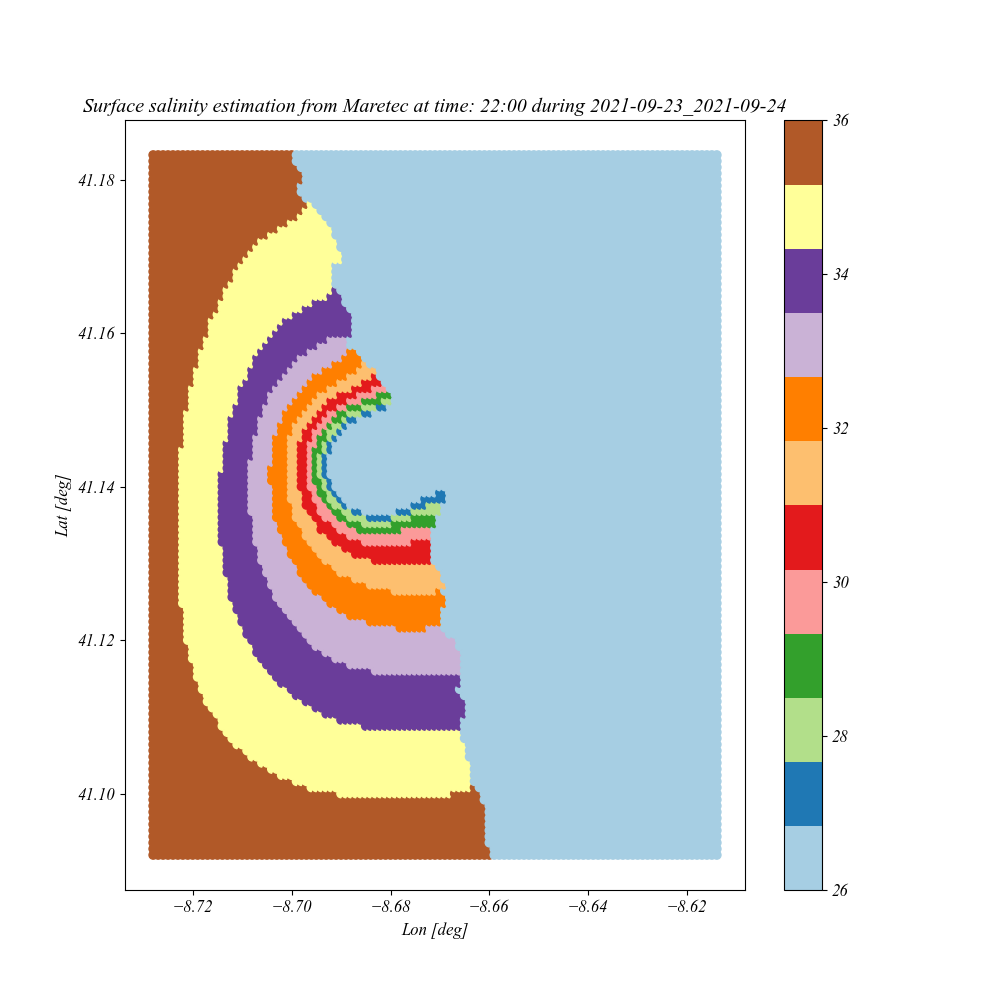 Surface salinity estimation from Maretec at time: 22:00 during 2021-09-23_2021-09-24
36
41.18
34
41.16
32
Lat [deg]
41.14
30
41.12
28
41.10
26
−8.72 −8.70 −8.68 −8.66 −8.64 −8.62
Lon [deg]